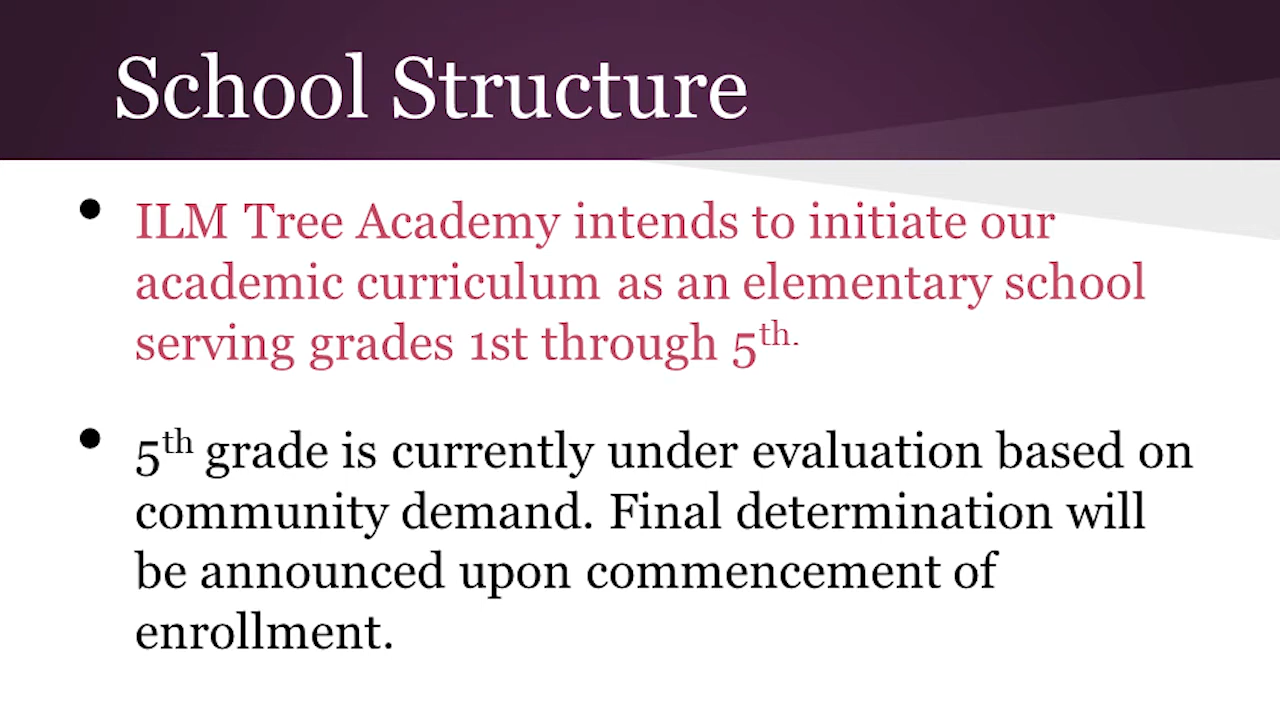 School Structure
• ILM Tree Academy intends to initiate our
academic curriculum as an elementary school
serving grades 1st through 5th.
• 5th grade is currently under evaluation based on
community demand. Final determination will
be announced upon commencement of
enrollment.